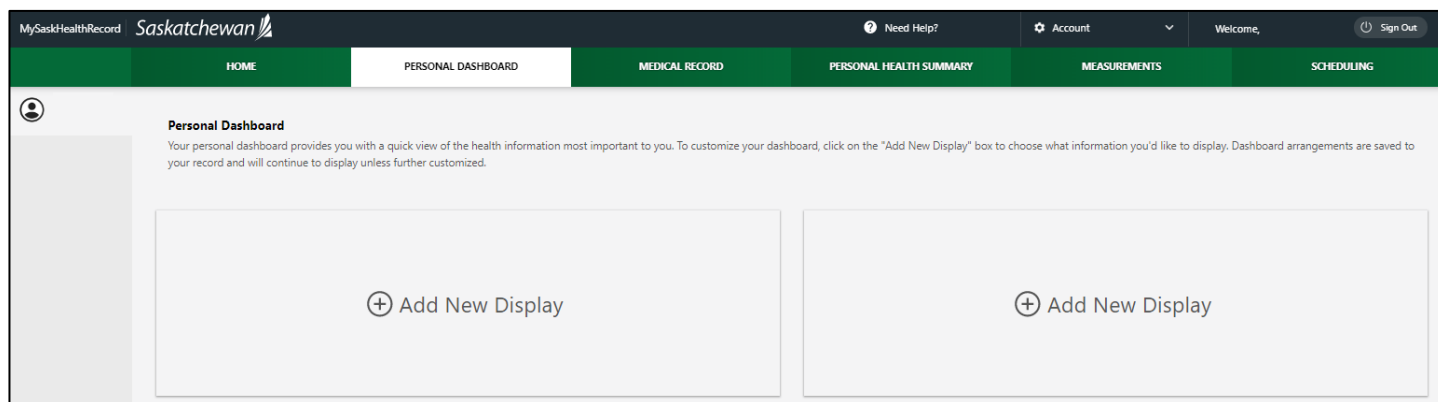 MySaskHealthRecord Saskatchewan Need Help? Account Welcome, Sign Out
HOME PERSONAL DASHBOARD MEDICAL RECORD PERSONAL HEALTH SUMMARY MEASUREMENTS SCHEDULING
Personal Dashboard
Your personal dashboard provides you with a quick view of the health information most important to you. To customize your dashboard, click on the "Add New Display" box to choose what information you'd like to display. Dashboard arrangements are saved to
your record and will continue to display unless further customized.
Add New Display Add New Display